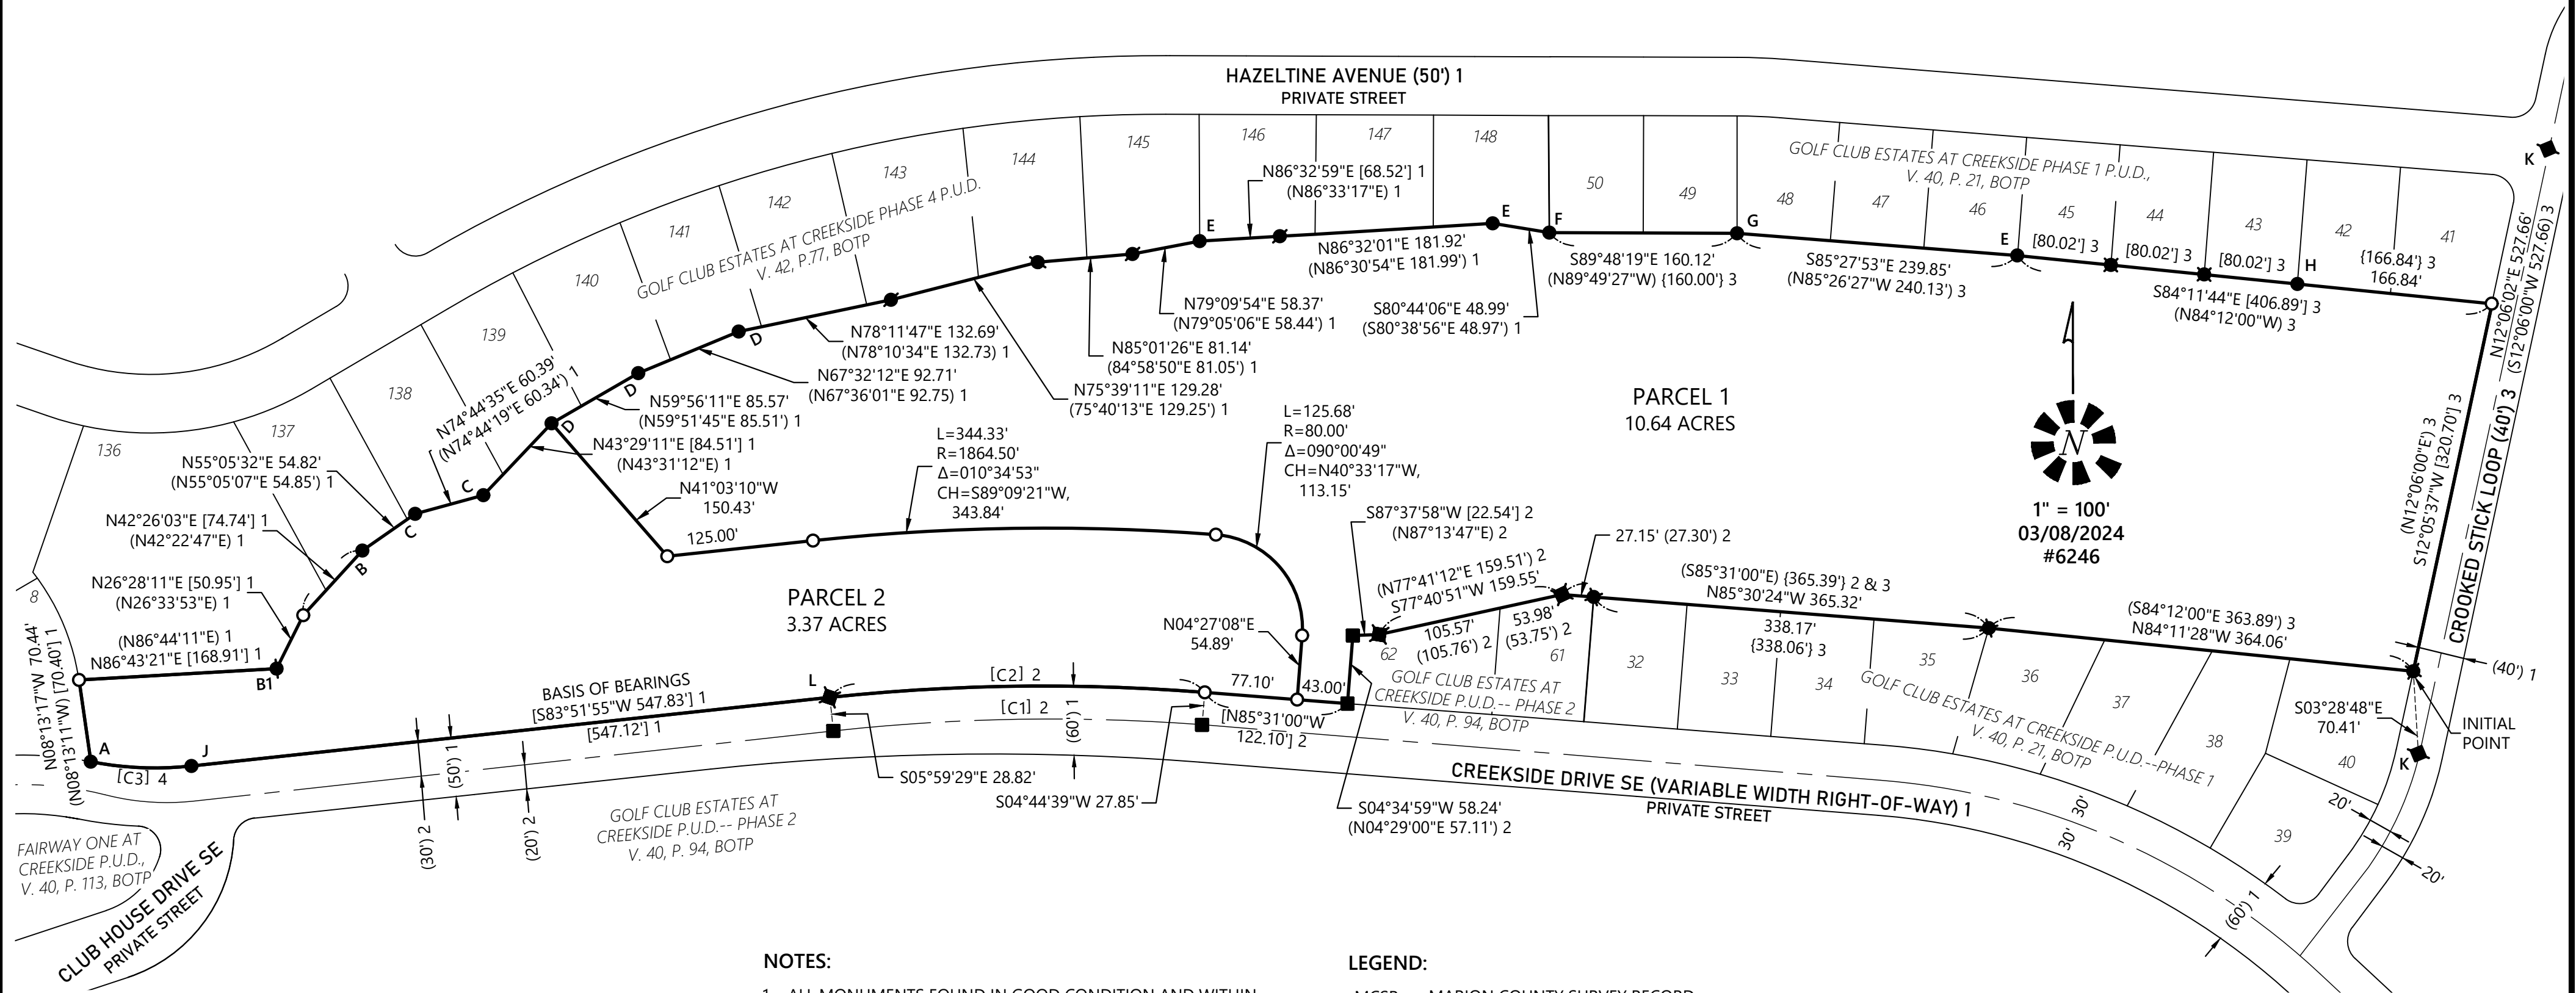 HAZELTINE AVENUE (50') 1
PRIVATE STREET
145
146
147
148
144
143
142
141
140
139
138
137
136
8
50
49
48
47
46
45
44
43
42
41
GOLF CLUB ESTATES AT CREEKSIDE PHASE 1 P.U.D.,
V. 40, P. 21, BOTP
GOLF CLUB ESTATES AT CREEKSIDE PHASE 4 P.U.D.
V. 42, P.77, BOTP
K
N86°32'59"E [68.52'] 1
(N86°33'17"E) 1
E
E
F
G
E
H
N86°32'01"E 181.92'
(N86°30'54"E 181.99') 1
S89°48'19"E 160.12'
(N89°49'27"W) {160.00'} 3
S85°27'53"E 239.85'
(N85°26'27"W 240.13') 3
[80.02'] 3
[80.02'] 3
[80.02'] 3
{166.84'} 3
166.84'
S84°11'44"E [406.89'] 3
(N84°12'00"W) 3
N12°06'02"E 527.66'
(S12°06'00"W 527.66) 3
N79°09'54"E 58.37'
(N79°05'06"E 58.44') 1
S80°44'06"E 48.99'
(S80°38'56"E 48.97') 1
N85°01'26"E 81.14'
(84°58'50"E 81.05') 1
N75°39'11"E 129.28'
(75°40'13"E 129.25') 1
N78°11'47"E 132.69'
(N78°10'34"E 132.73) 1
N67°32'12"E 92.71'
(N67°36'01"E 92.75) 1
N59°56'11"E 85.57'
(N59°51'45"E 85.51') 1
N43°29'11"E [84.51'] 1
(N43°31'12"E) 1
N74°44'35"E 60.39'
(N74°44'19"E 60.34') 1
D
D
D
C
C
B
B1
N55°05'32"E 54.82'
(N55°05'07"E 54.85') 1
N42°26'03"E [74.74'] 1
(N42°22'47"E) 1
N26°28'11"E [50.95'] 1
(N26°33'53"E) 1
(N86°44'11"E) 1
N86°43'21"E [168.91'] 1
N08°13'17"W 70.44'
(N08°13'11"W) [70.40'] 1
N41°03'10"W
150.43'
125.00'
L=344.33'
R=1864.50'
Δ=010°34'53"
CH=S89°09'21"W,
343.84'
L=125.68'
R=80.00'
Δ=090°00'49"
CH=N40°33'17"W,
113.15'
PARCEL 1
10.64 ACRES
N
1" = 100'
03/08/2024
#6246
PARCEL 2
3.37 ACRES
S87°37'58"W [22.54'] 2
(N87°13'47"E) 2
27.15' (27.30') 2
(N77°41'12"E 159.51') 2
S77°40'51"W 159.55'
105.57'
(105.76') 2
53.98'
(53.75') 2
(S85°31'00"E) {365.39'} 2 & 3
N85°30'24"W 365.32'
338.17'
{338.06'} 3
(S84°12'00"E 363.89') 3
N84°11'28"W 364.06'
(N12°06'00"E') 3
S12°05'37"W [320.70'] 3
CROOKED STICK LOOP (40') 3
(40') 1
N04°27'08"E
54.89'
77.10'
43.00'
[N85°31'00"W
122.10'] 2
62
61
32
33
34
35
36
37
38
39
40
GOLF CLUB ESTATES AT
CREEKSIDE P.U.D.-- PHASE 2
V. 40, P. 94, BOTP
GOLF CLUB ESTATES AT CREEKSIDE P.U.D.--PHASE 1
V. 40, P. 21, BOTP
S03°28'48"E
70.41'
INITIAL
POINT
K
A
J
L
[C3] 4
[C2] 2
[C1] 2
(60') 1
BASIS OF BEARINGS
[S83°51'55"W 547.83'] 1
[547.12'] 1
(50') 1
(30') 2
(20') 2
S05°59'29"E 28.82'
S04°44'39"W 27.85'
S04°34'59"W 58.24'
(N04°29'00"E 57.11') 2
CREEKSIDE DRIVE SE (VARIABLE WIDTH RIGHT-OF-WAY) 1
PRIVATE STREET
30'
30'
20'
20'
(60') 1
GOLF CLUB ESTATES AT
CREEKSIDE P.U.D.-- PHASE 2
V. 40, P. 94, BOTP
FAIRWAY ONE AT
CREEKSIDE P.U.D.,
V. 40, P. 113, BOTP
CLUB HOUSE DRIVE SE
PRIVATE STREET
NOTES:
1. ALL MONUMENTS FOUND IN GOOD CONDITION AND WITHIN
LEGEND:
MCSR MARION COUNTY SURVEY RECORD